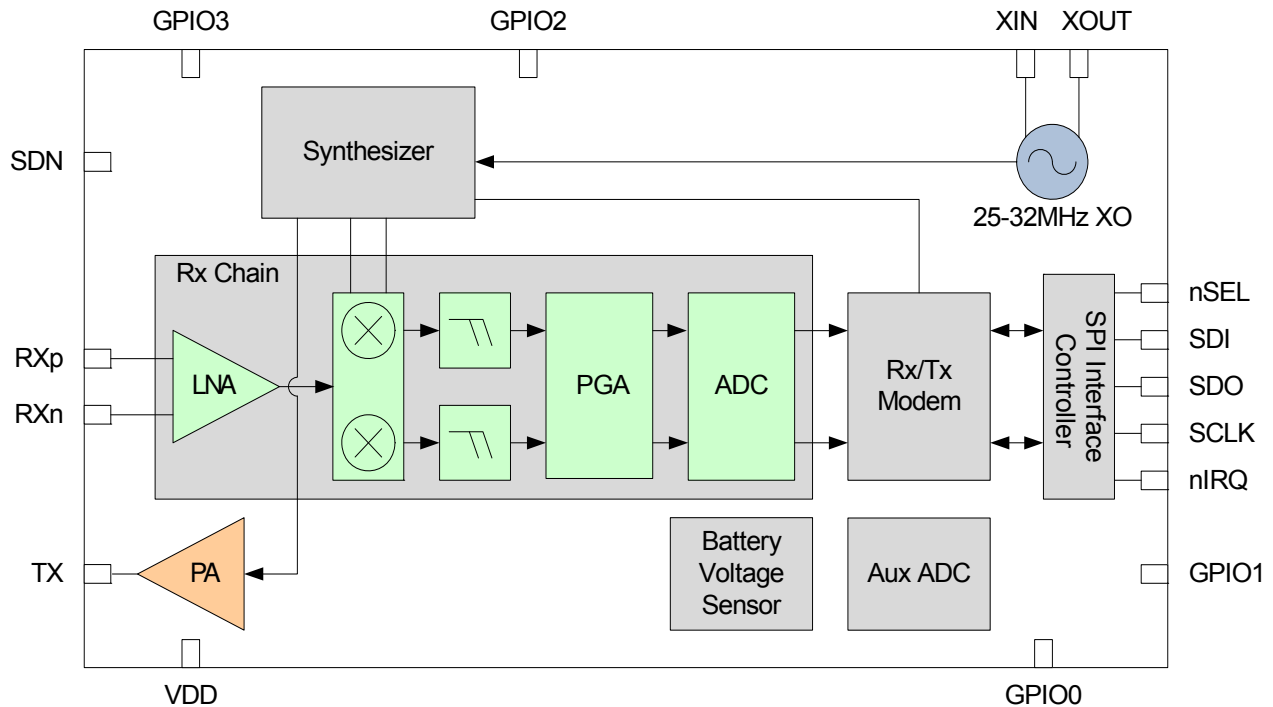 GPIO3
GPIO2
XIN
XOUT
SDN
Synthesizer
25-32MHz XO
Rx Chain
RXp
RXn
LNA
PGA
ADC
Rx/Tx
Modem
SPI Interface
Controller
nSEL
SDI
SDO
SCLK
nIRQ
TX
PA
Battery
Voltage
Sensor
Aux ADC
GPIO1
VDD
GPIO0